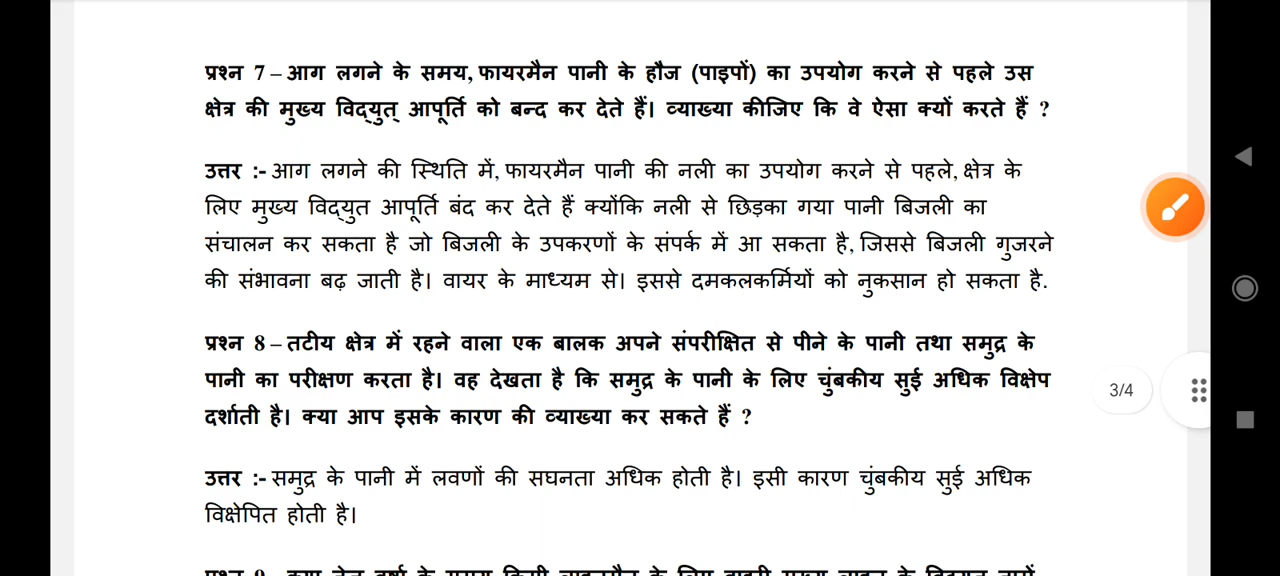 प्रश्न 7 – आग लगने के समय, फायरमैन पानी के हौज (पाइपों) का उपयोग करने से पहले उस
क्षेत्र की मुख्य विद्युत् आपूर्ति को बन्द कर देते हैं। व्याख्या कीजिए कि वे ऐसा क्यों करते हैं ?
उत्तर :- आग लगने की स्थिति में, फायरमैन पानी की नली का उपयोग करने से पहले, क्षेत्र के
लिए मुख्य विद्युत आपूर्ति बंद कर देते हैं क्योंकि नली से छिड़का गया पानी बिजली का
संचालन कर सकता है जो बिजली के उपकरणों के संपर्क में आ सकता है, जिससे बिजली गुजरने
की संभावना बढ़ जाती है। वायर के माध्यम से। इससे दमकलकर्मियों को नुकसान हो सकता है.
प्रश्न 8 – तटीय क्षेत्र में रहने वाला एक बालक अपने संपरीक्षित से पीने के पानी तथा समुद्र के
पानी का परीक्षण करता है। वह देखता है कि समुद्र के पानी के लिए चुंबकीय सुई अधिक विक्षेप
दर्शाती है। क्या आप इसके कारण की व्याख्या कर सकते हैं ?
3/4
उत्तर :- समुद्र के पानी में लवणों की सघनता अधिक होती है। इसी कारण चुंबकीय सुई अधिक
विक्षेपित होती है।